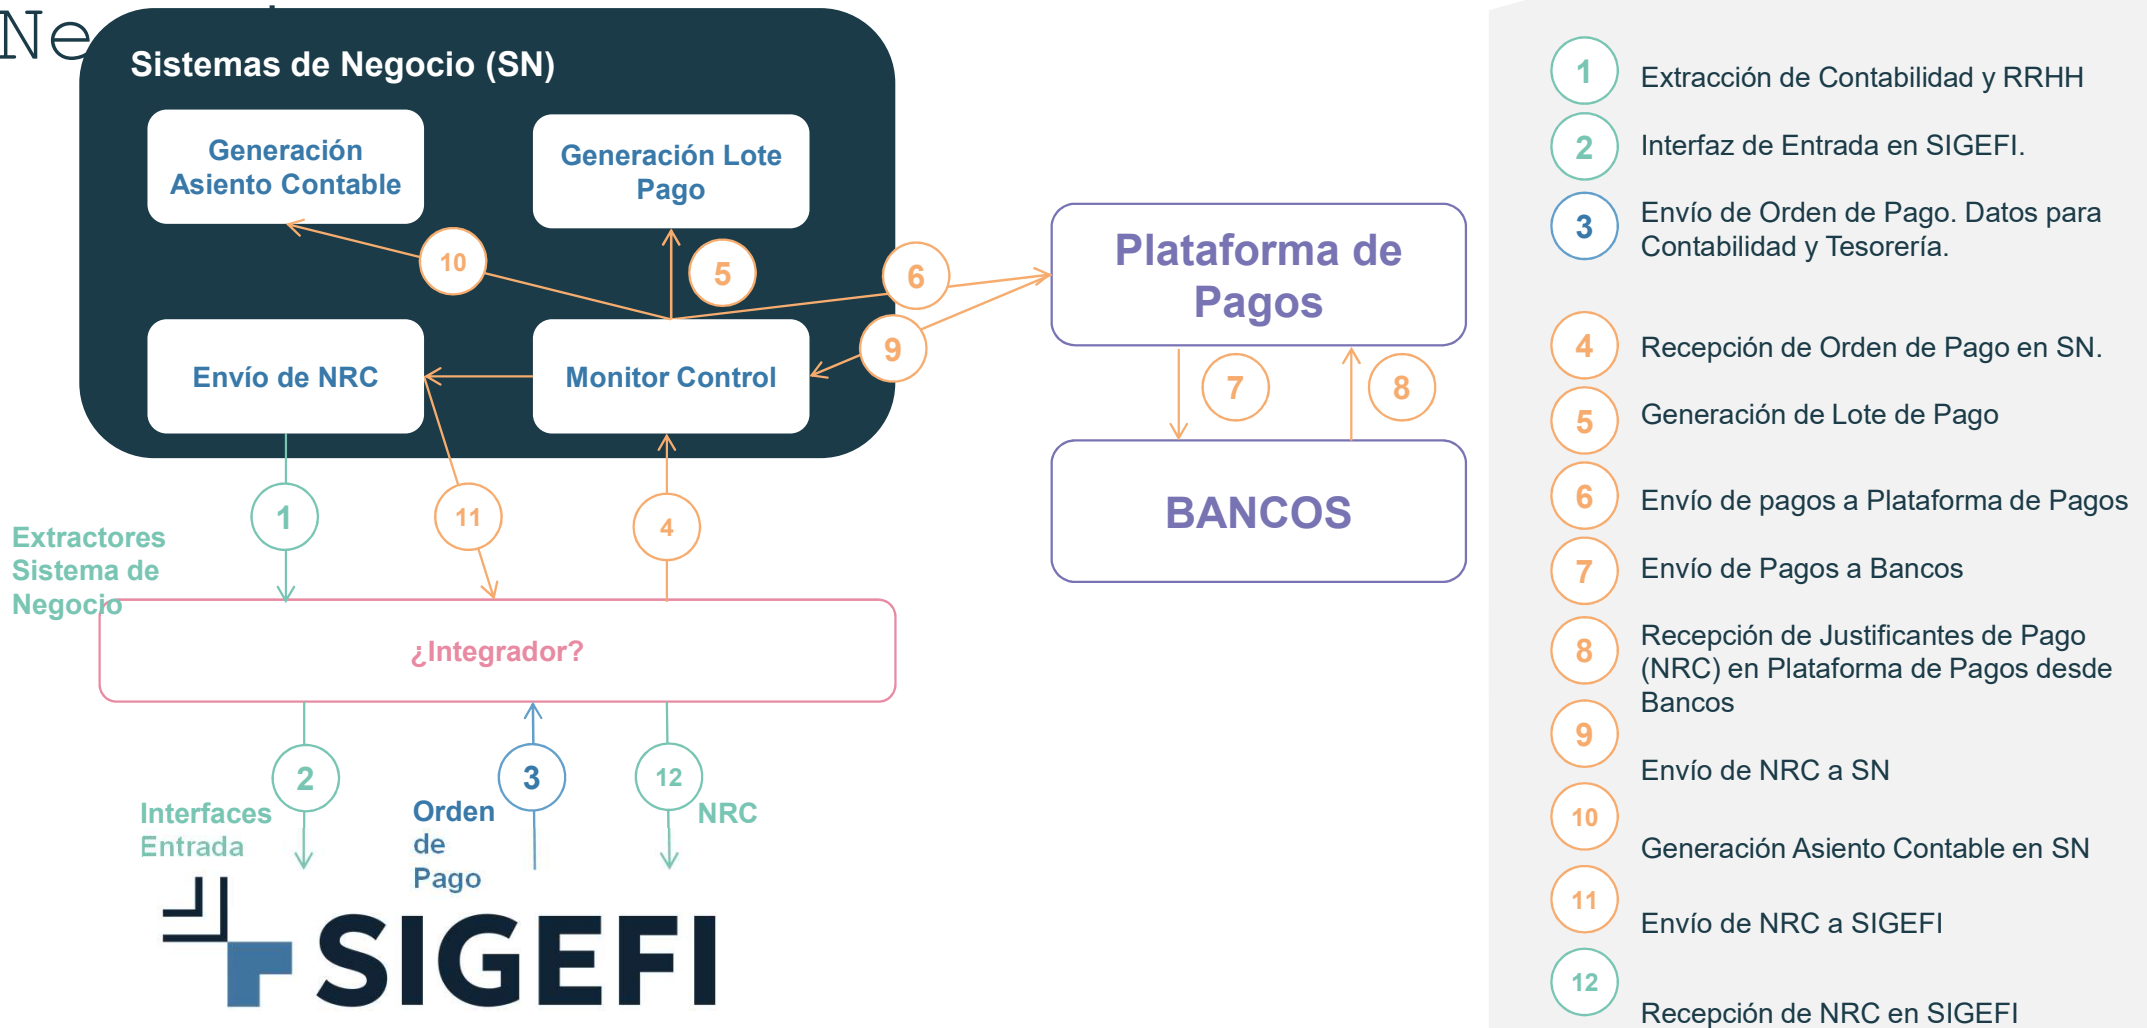 Ne
Sistemas de Negocio (SN)
Generación
Asiento Contable
Generación Lote
Pago
10
5
6
9
Envío de NRC
Monitor Control
Plataforma de
Pagos
7
8
BANCOS
1
11
4
Extractores
Sistema de
Negocio
¿Integrador?
2
3
12
Interfaces
Entrada
Orden
de
Pago
NRC
SIGEFI
1
Extracción de Contabilidad y RRHH
2
Interfaz de Entrada en SIGEFI.
3
Envío de Orden de Pago. Datos para
Contabilidad y Tesorería.
4
Recepción de Orden de Pago en SN.
5
Generación de Lote de Pago
6
Envío de pagos a Plataforma de Pagos
7
Envío de Pagos a Bancos
8
Recepción de Justificantes de Pago
(NRC) en Plataforma de Pagos desde
Bancos
9
Envío de NRC a SN
10
Generación Asiento Contable en SN
11
Envío de NRC a SIGEFI
12
Recepción de NRC en SIGEFI